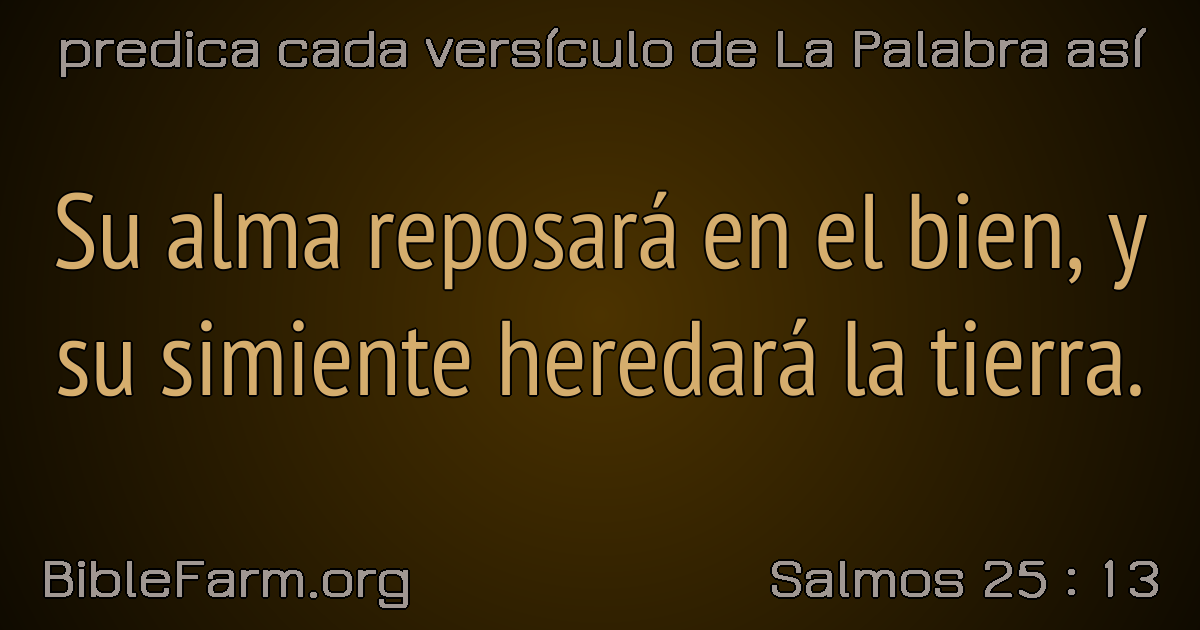 predica cada versículo de La Palabra así
Su alma reposará en el bien, y
su simiente heredará la tierra.
BibleFarm.org
Salmos 25 : 13